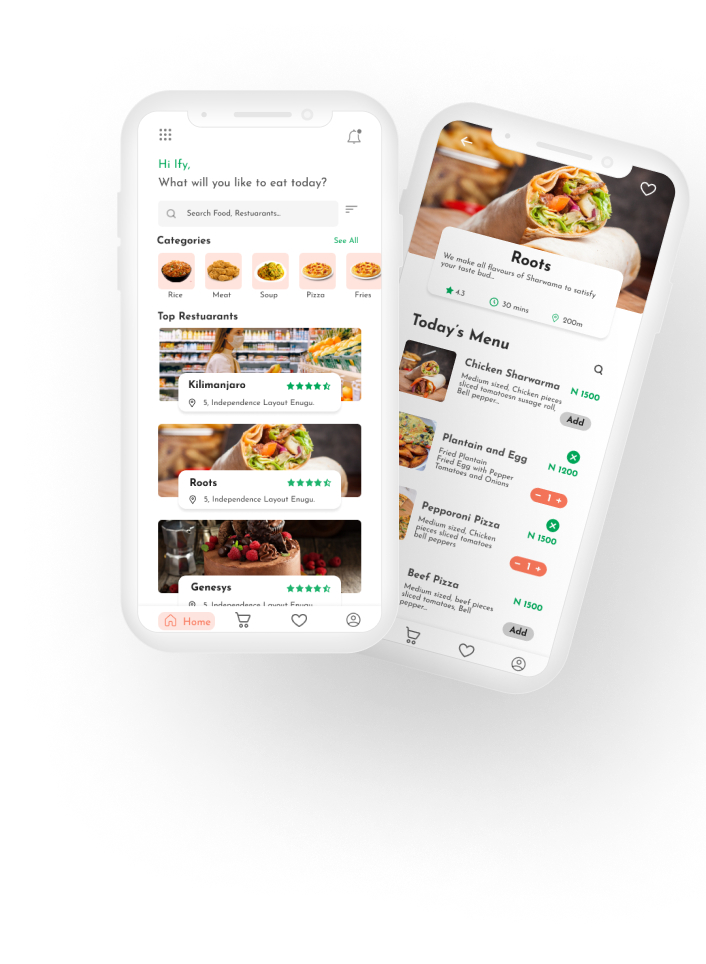 Hi Ify,
What will you like to eat today?
Search Food, Restuarants...
Categories
See All
Rice
Meat
Soup
Pizza
Fries
Top Restuarants
Kilimanjaro
5, Independence Layout Enugu.
Roots
5, Independence Layout Enugu.
Genesys
5, Independence Layout Enugu.
Home
Roots
We make all flavours of Sharwama to satisfy
your taste bud...
4.3
30 mins
200m
Today's Menu
Chicken Sharwarma
Medium sized, Chicken pieces
sliced tomatoesn susage roll,
Bell pepper...
N 1500
Add
Plantain and Egg
Fried Plantain
Fried Egg with Pepper
Tomatoes and Onions
N 1200
- 1 +
Pepporoni Pizza
Medium sized, Chicken
pieces sliced tomatoes
bell peppers
N 1500
- 1 +
Beef Pizza
Medium sized, beef pieces
sliced tomatoes, Bell
pepper...
N 1500
Add